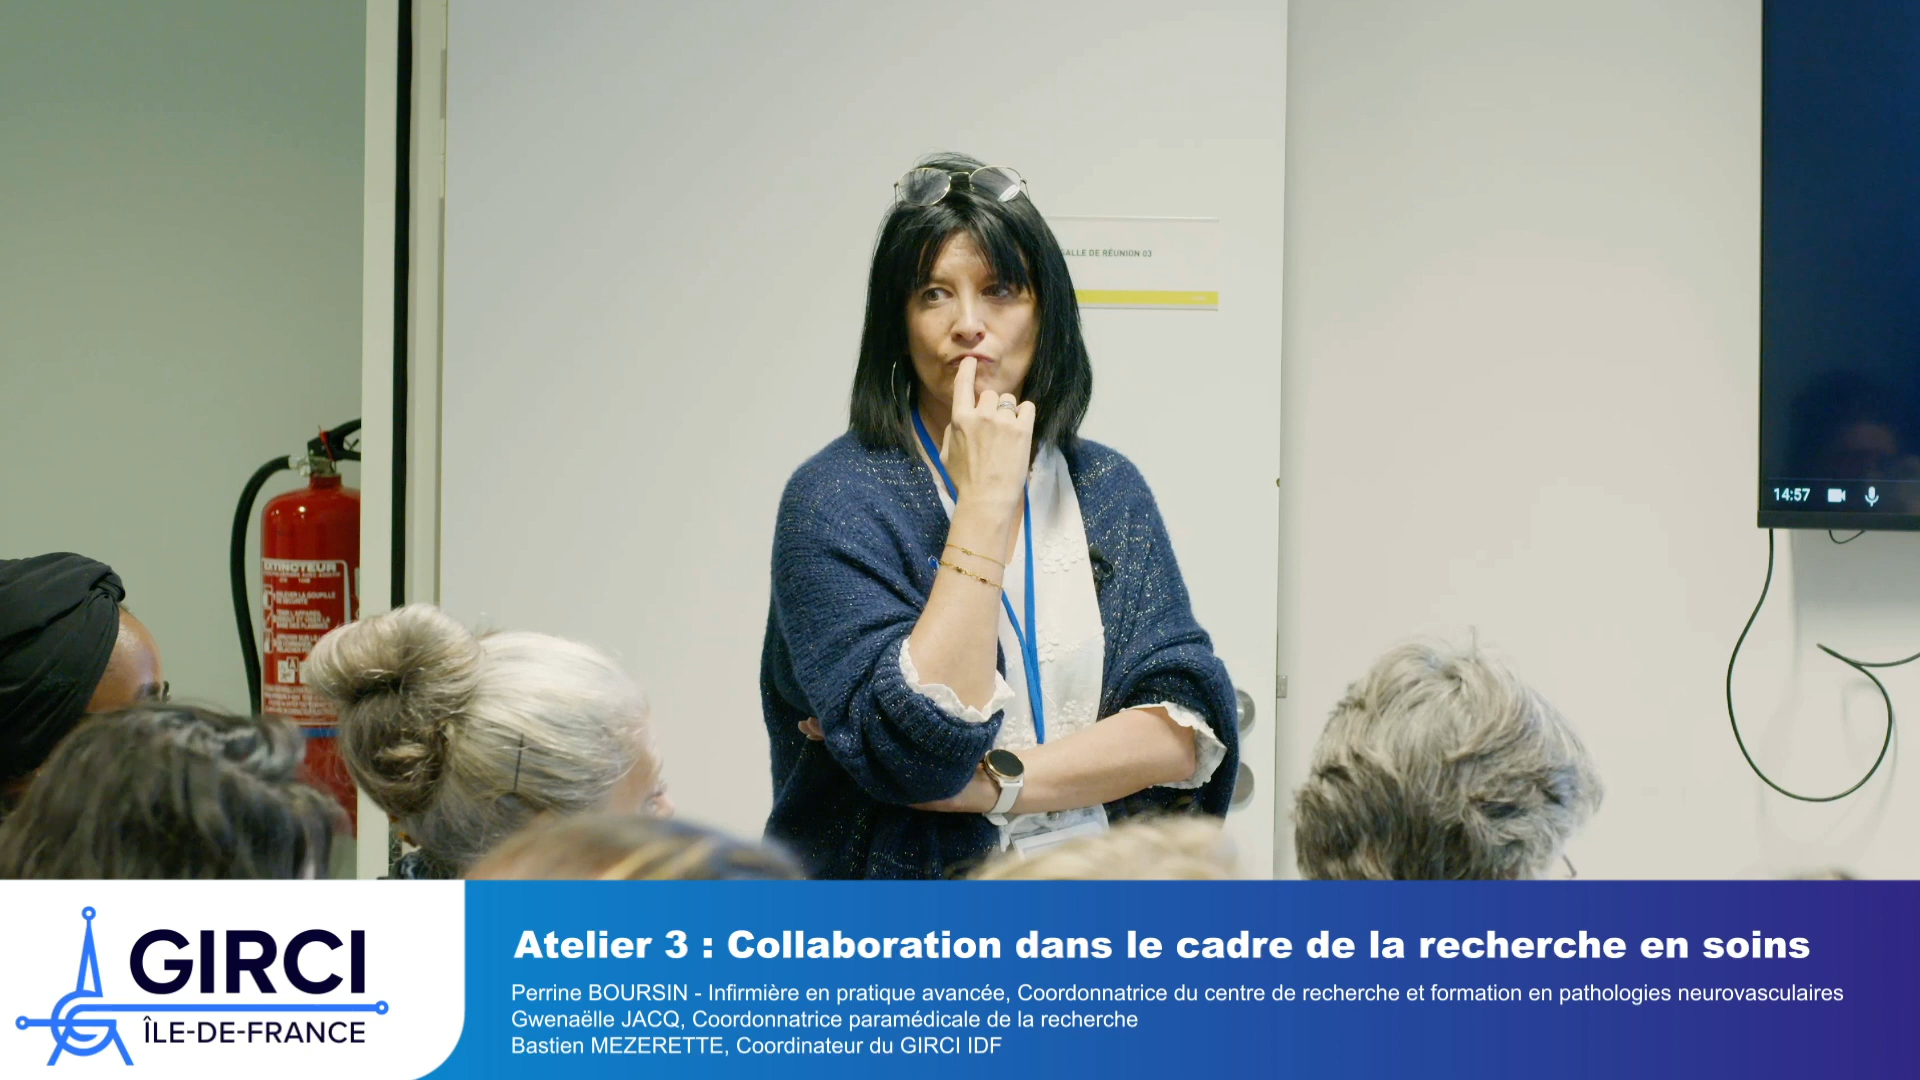 SALLE DE RÉUNION 03
14:57
EXTINCTEUR
GIRCI
ÎLE-DE-FRANCE
Atelier 3 : Collaboration dans le cadre de la recherche en soins
Perrine BOURSIN - Infirmière en pratique avancée, Coordonnatrice du centre de recherche et formation en pathologies neurovasculaires
Gwenaëlle JACQ, Coordonnatrice paramédicale de la recherche
Bastien MEZERETTE, Coordinateur du GIRCI IDF